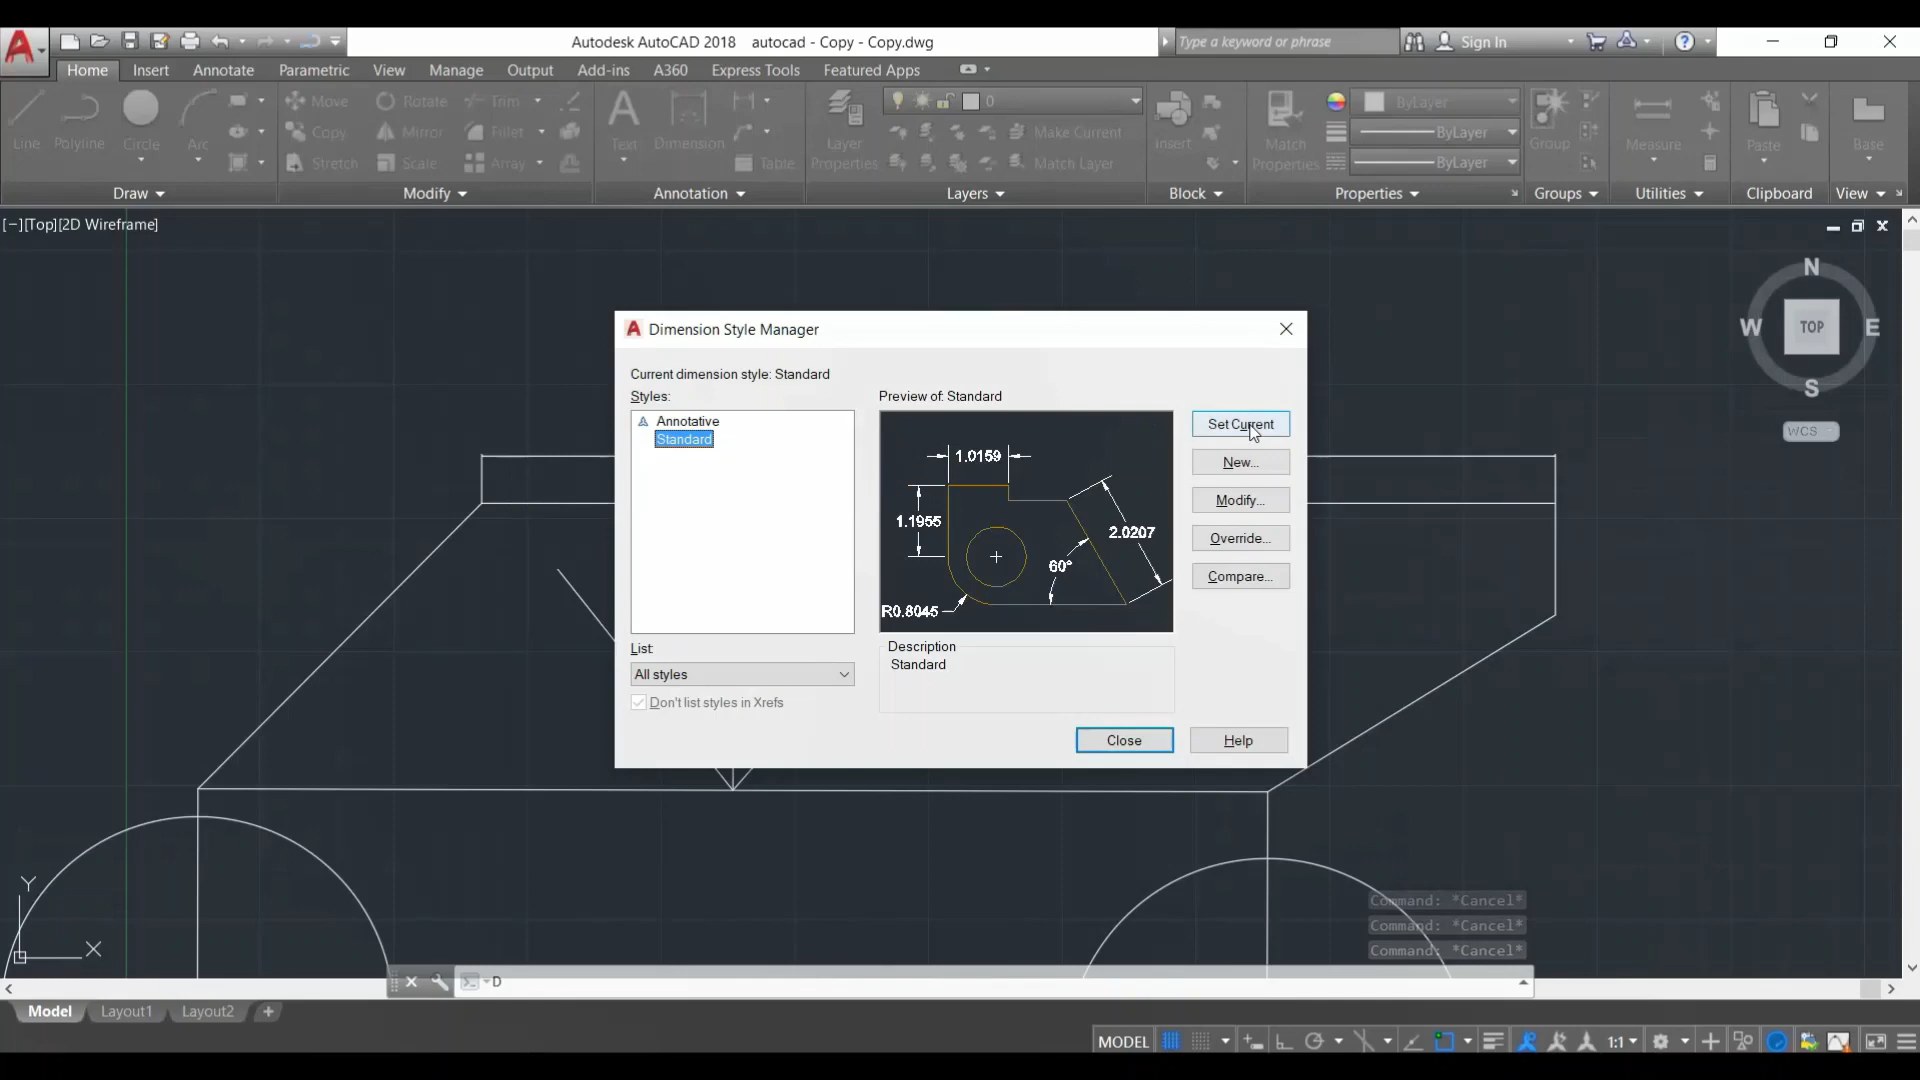 Autodesk AutoCAD 2018 autocad - Copy - Copy.dwg
Type a keyword or phrase
Sign In
Home Insert Annotate Parametric View Manage Output Add-ins A360 Express Tools Featured Apps
Line
Polyline
Circle
Arc
Move Rotate Trim
Copy Mirror Fillet
Stretch Scale Array
Text
Dimension
Table
Layer
Properties
0
Make Current
Match Layer
Insert
Match
Properties
ByLayer
ByLayer
ByLayer
Group
Measure
Paste
Base
Draw Modify Annotation Layers Block Properties Groups Utilities Clipboard View
[−][Top][2D Wireframe]
N
W TOP E
S
WCS
Dimension Style Manager
Current dimension style: Standard
Styles:
Annotative
Standard
Preview of: Standard
1.0159
1.1955
2.0207
60°
R0.8045
Set Current
New...
Modify...
Override...
Compare...
List:
All styles
Don't list styles in Xrefs
Description
Standard
Close
Help
Y
X
Command: *Cancel*
Command: *Cancel*
Command: *Cancel*
D
Model Layout1 Layout2
MODEL
1:1